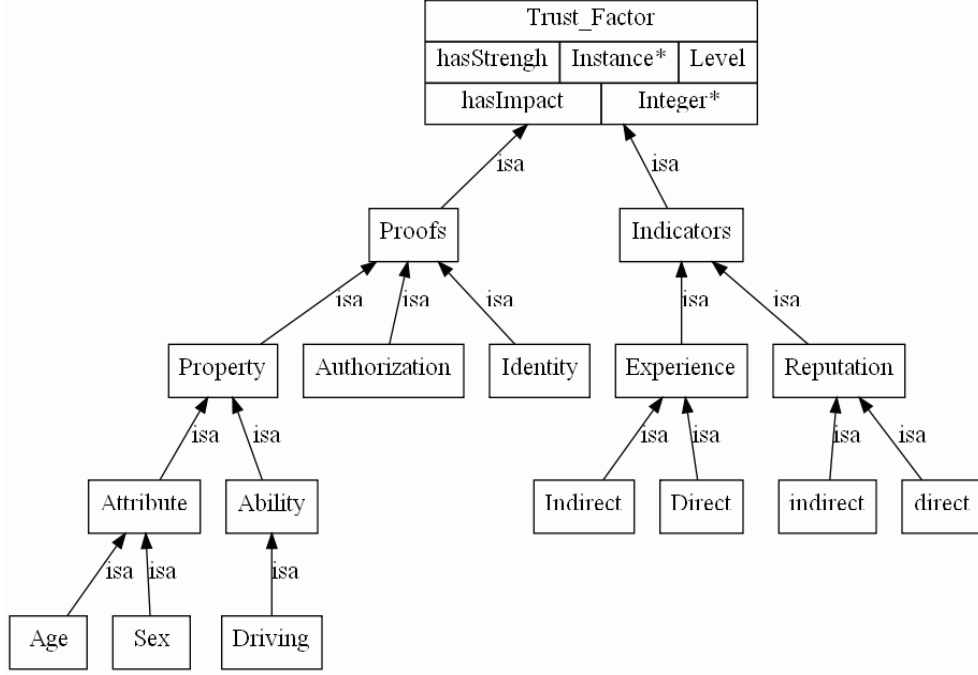 Trust_Factor
hasStrengh Instance* Level
hasImpact Integer*
isa isa
Proofs Indicators
isa isa isa isa isa
Property Authorization Identity Experience Reputation
isa isa isa isa isa isa
Attribute Ability Indirect Direct indirect direct
isa isa isa
Age Sex Driving